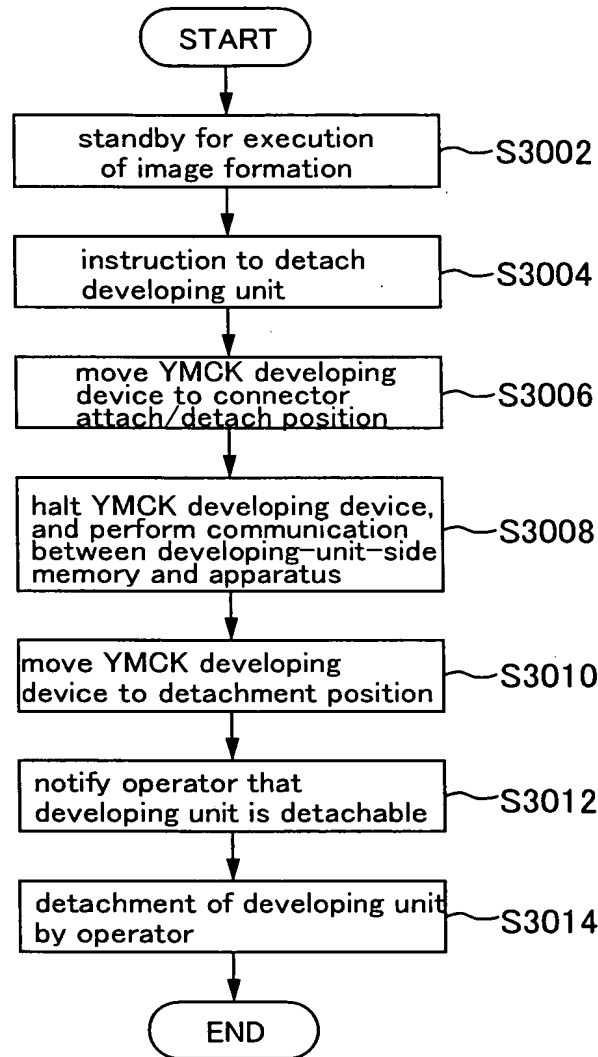 START
standby for execution
of image formation
S3002
instruction to detach
developing unit
S3004
move YMCK developing
device to connector
attach/detach position
S3006
halt YMCK developing device,
and perform communication
between developing-unit-side
memory and apparatus
S3008
move YMCK developing
device to detachment position
S3010
notify operator that
developing unit is detachable
S3012
detachment of developing unit
by operator
S3014
END